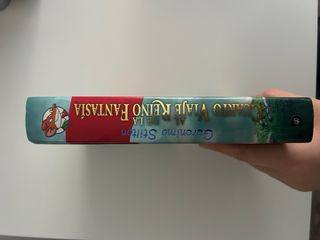 Geronimo Stilton
CUARTO VIAJE
AL REINO
DE LA FANTASÍA